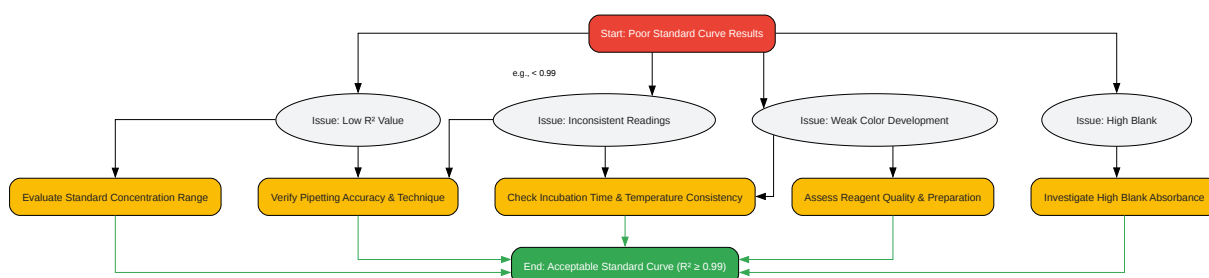 Start: Poor Standard Curve Results
e.g., < 0.99
Issue: Low R² Value
Issue: Inconsistent Readings
Issue: Weak Color Development
Issue: High Blank
Evaluate Standard Concentration Range
Verify Pipetting Accuracy & Technique
Check Incubation Time & Temperature Consistency
Assess Reagent Quality & Preparation
Investigate High Blank Absorbance
End: Acceptable Standard Curve (R² ≥ 0.99)